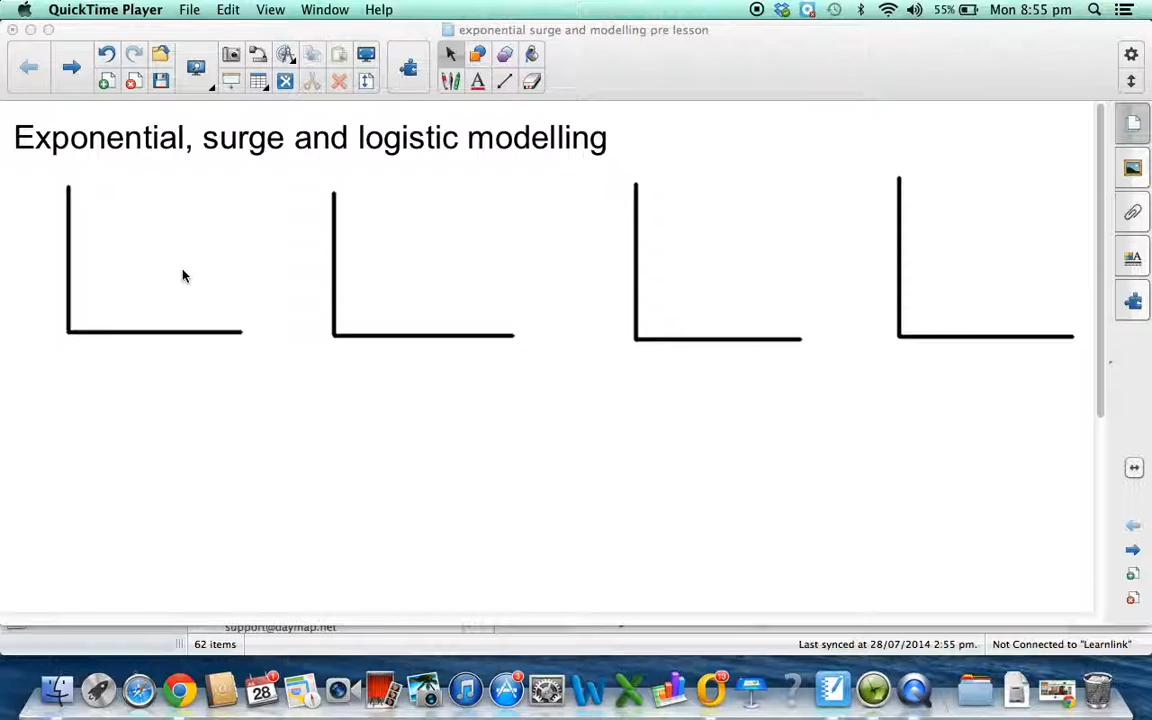 QuickTime Player File Edit View Window Help 55% Mon 8:55 pm
exponential surge and modelling pre lesson
Exponential, surge and logistic modelling
support@daymap.net
62 items Last synced at 28/07/2014 2:55 pm. Not Connected to "Learnlink"